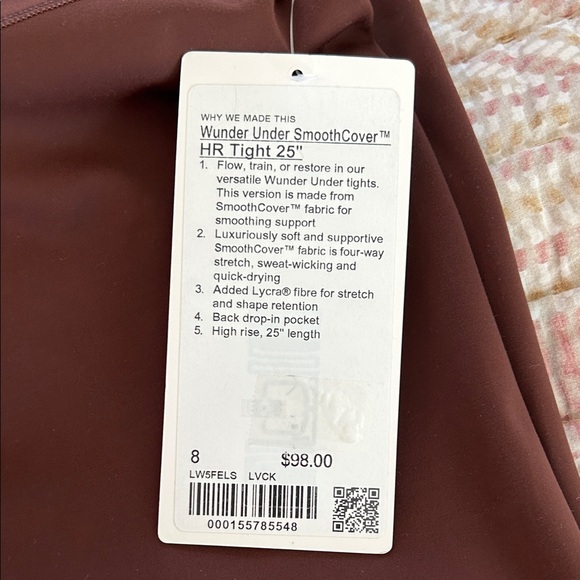 WHY WE MADE THIS
Wunder Under SmoothCover™
HR Tight 25"
1. Flow, train, or restore in our
versatile Wunder Under tights.
This version is made from
SmoothCover™ fabric for
smoothing support
2. Luxuriously soft and supportive
SmoothCover™ fabric is four-way
stretch, sweat-wicking and
quick-drying
3. Added Lycra® fibre for stretch
and shape retention
4. Back drop-in pocket
5. High rise, 25" length
8 $98.00
LW5FELS LVCK
000155785548